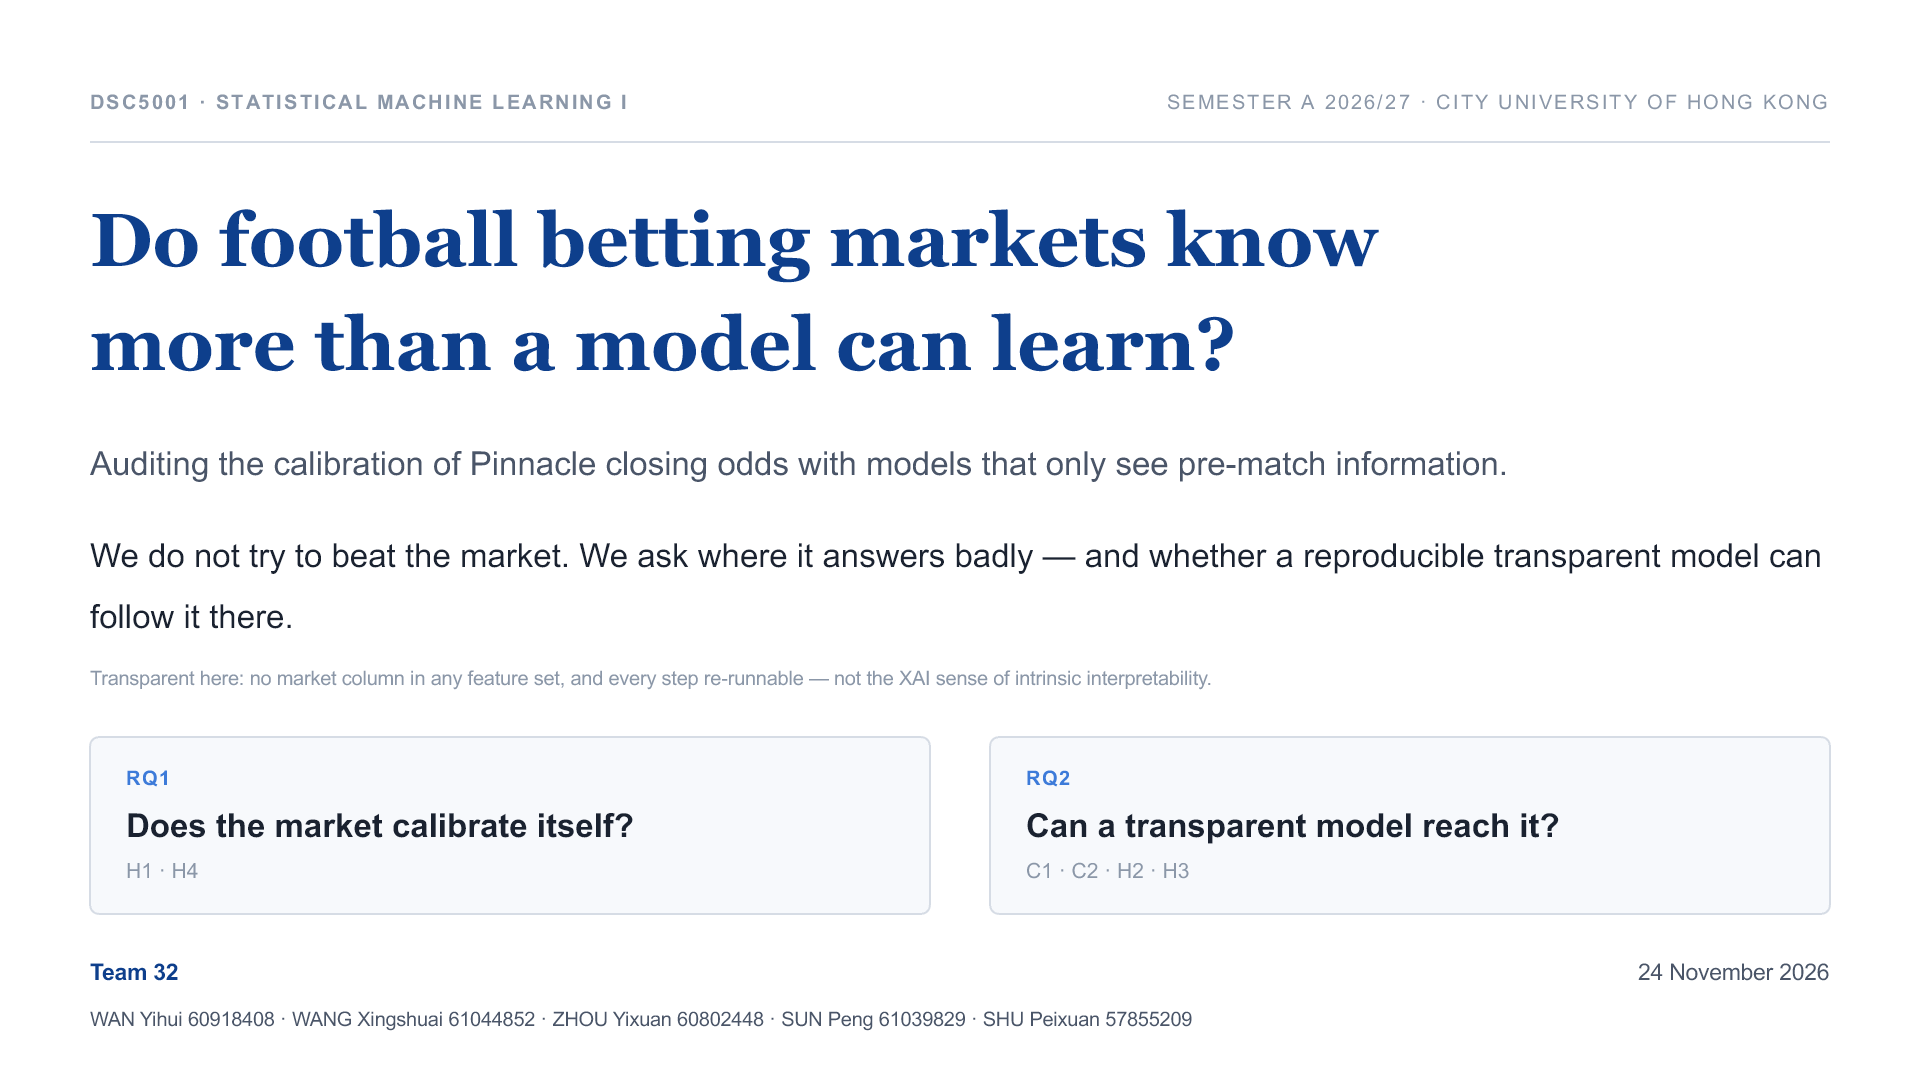 DSC5001 · STATISTICAL MACHINE LEARNING I
SEMESTER A 2026/27 · CITY UNIVERSITY OF HONG KONG
Do football betting markets know
more than a model can learn?
Auditing the calibration of Pinnacle closing odds with models that only see pre-match information.
We do not try to beat the market. We ask where it answers badly — and whether a reproducible transparent model can
follow it there.
Transparent here: no market column in any feature set, and every step re-runnable — not the XAI sense of intrinsic interpretability.
RQ1
Does the market calibrate itself?
H1 · H4
RQ2
Can a transparent model reach it?
C1 · C2 · H2 · H3
Team 32
24 November 2026
WAN Yihui 60918408 · WANG Xingshuai 61044852 · ZHOU Yixuan 60802448 · SUN Peng 61039829 · SHU Peixuan 57855209